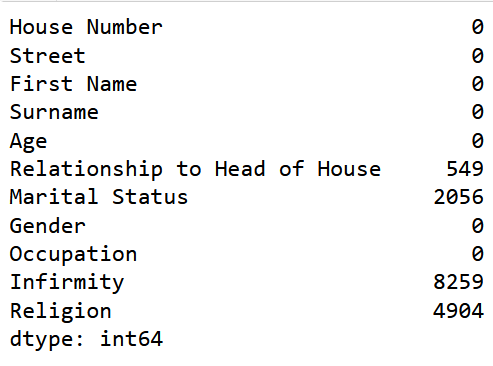 House Number 0
Street 0
First Name 0
Surname 0
Age 0
Relationship to Head of House 549
Marital Status 2056
Gender 0
Occupation 0
Infirmity 8259
Religion 4904
dtype: int64